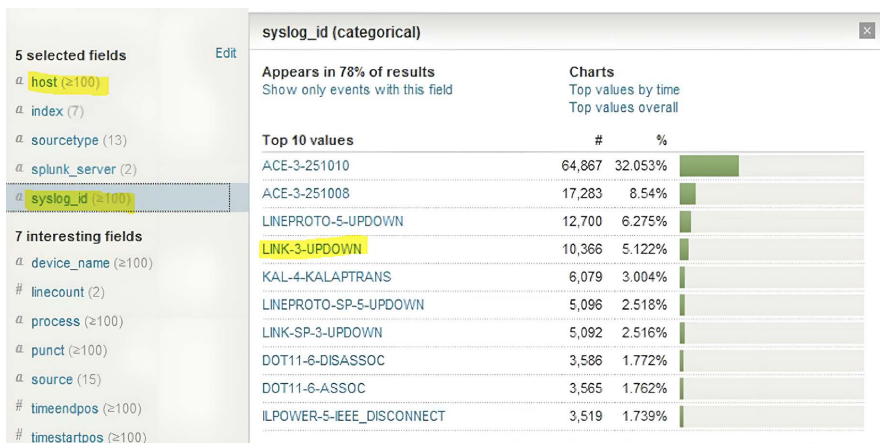 5 selected fields Edit
a host (≥100)
a index (7)
a sourcetype (13)
a splunk_server (2)
a syslog_id (≥100)
7 interesting fields
a device_name (≥100)
# linecount (2)
a process (≥100)
a punct (≥100)
a source (15)
# timeendpos (≥100)
# timestartpos (≥100)
syslog_id (categorical)
Appears in 78% of results
Show only events with this field
Charts
Top values by time
Top values overall
Top 10 values # %
ACE-3-251010 64,867 32.053%
ACE-3-251008 17,283 8.54%
LINEPROTO-5-UPDOWN 12,700 6.275%
LINK-3-UPDOWN 10,366 5.122%
KAL-4-KALAPTRANS 6,079 3.004%
LINEPROTO-SP-5-UPDOWN 5,096 2.518%
LINK-SP-3-UPDOWN 5,092 2.516%
DOT11-6-DISASSOC 3,586 1.772%
DOT11-6-ASSOC 3,565 1.762%
ILPOWER-5-IEEE_DISCONNECT 3,519 1.739%